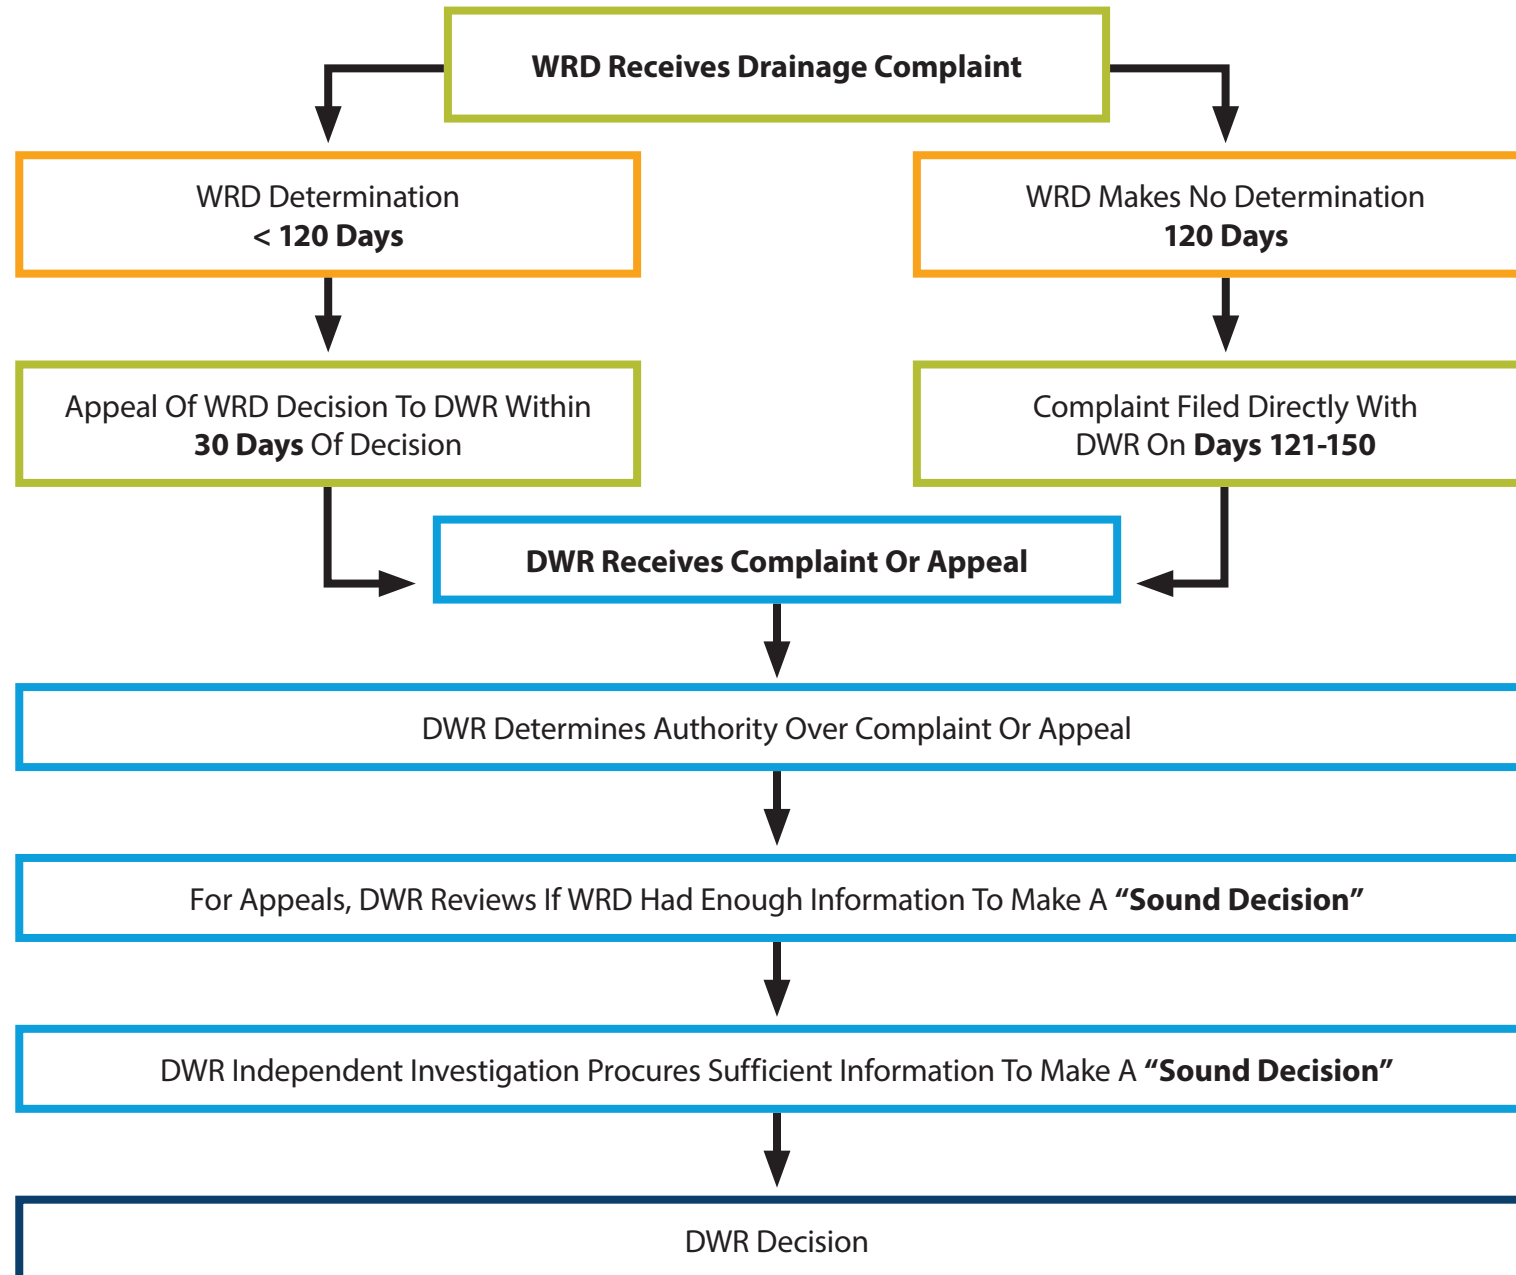 WRD Receives Drainage Complaint
WRD Determination
< 120 Days
WRD Makes No Determination
120 Days
Appeal Of WRD Decision To DWR Within
30 Days Of Decision
Complaint Filed Directly With
DWR On Days 121-150
DWR Receives Complaint Or Appeal
DWR Determines Authority Over Complaint Or Appeal
For Appeals, DWR Reviews If WRD Had Enough Information To Make A “Sound Decision”
DWR Independent Investigation Procures Sufficient Information To Make A “Sound Decision”
DWR Decision